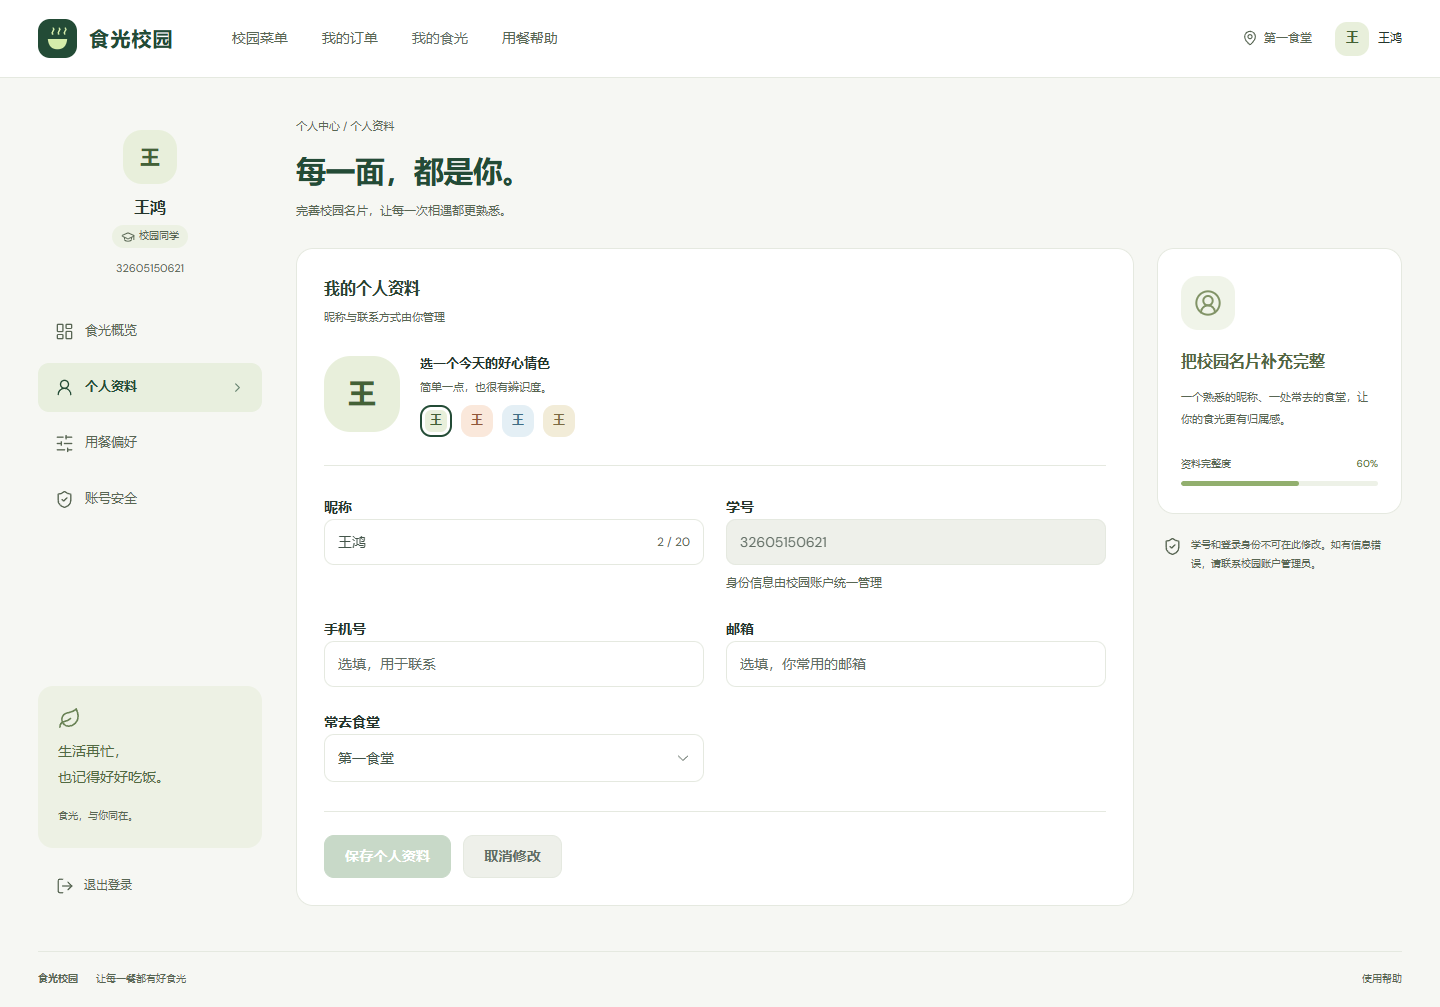 食光校园
校园菜单
我的订单
我的食光
用餐帮助
第一食堂
王
王鸿
王
王鸿
校园同学
32605150621
食光概览
个人资料
用餐偏好
账号安全
生活再忙，
也记得好好吃饭。
食光，与你同在。
退出登录
个人中心 / 个人资料
每一面，都是你。
完善校园名片，让每一次相遇都更熟悉。
我的个人资料
昵称与联系方式由你管理
王
选一个今天的好心情色
简单一点，也很有辨识度。
王 王 王 王
昵称
王鸿
2 / 20
学号
32605150621
身份信息由校园账户统一管理
手机号
选填，用于联系
邮箱
选填，你常用的邮箱
常去食堂
第一食堂
保存个人资料
取消修改
把校园名片补充完整
一个熟悉的昵称、一处常去的食堂，让
你的食光更有归属感。
资料完整度
60%
学号和登录身份不可在此修改。如有信息错
误，请联系校园账户管理员。
食光校园
让每一餐都有好食光
使用帮助